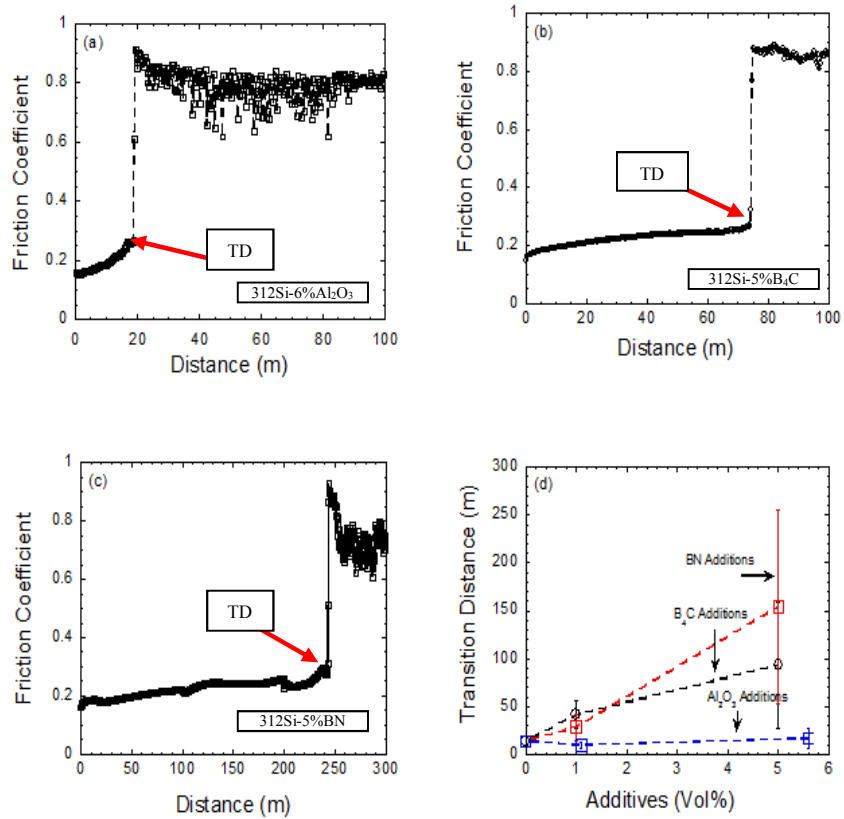 (a)
Friction Coefficient
1
0.8
0.6
0.4
0.2
0
TD
312Si-6%Al₂O₃
0 20 40 60 80 100
Distance (m)
(b)
Friction Coefficient
1
0.8
0.6
0.4
0.2
0
TD
312Si-5%B₄C
0 20 40 60 80 100
Distance (m)
(c)
Friction Coefficient
1
0.8
0.6
0.4
0.2
0
TD
312Si-5%BN
0 50 100 150 200 250 300
Distance (m)
(d)
Transition Distance (m)
300
250
200
150
100
50
0
BN Additions
B₄C Additions
Al₂O₃ Additions
0 1 2 3 4 5 6
Additives (Vol%)